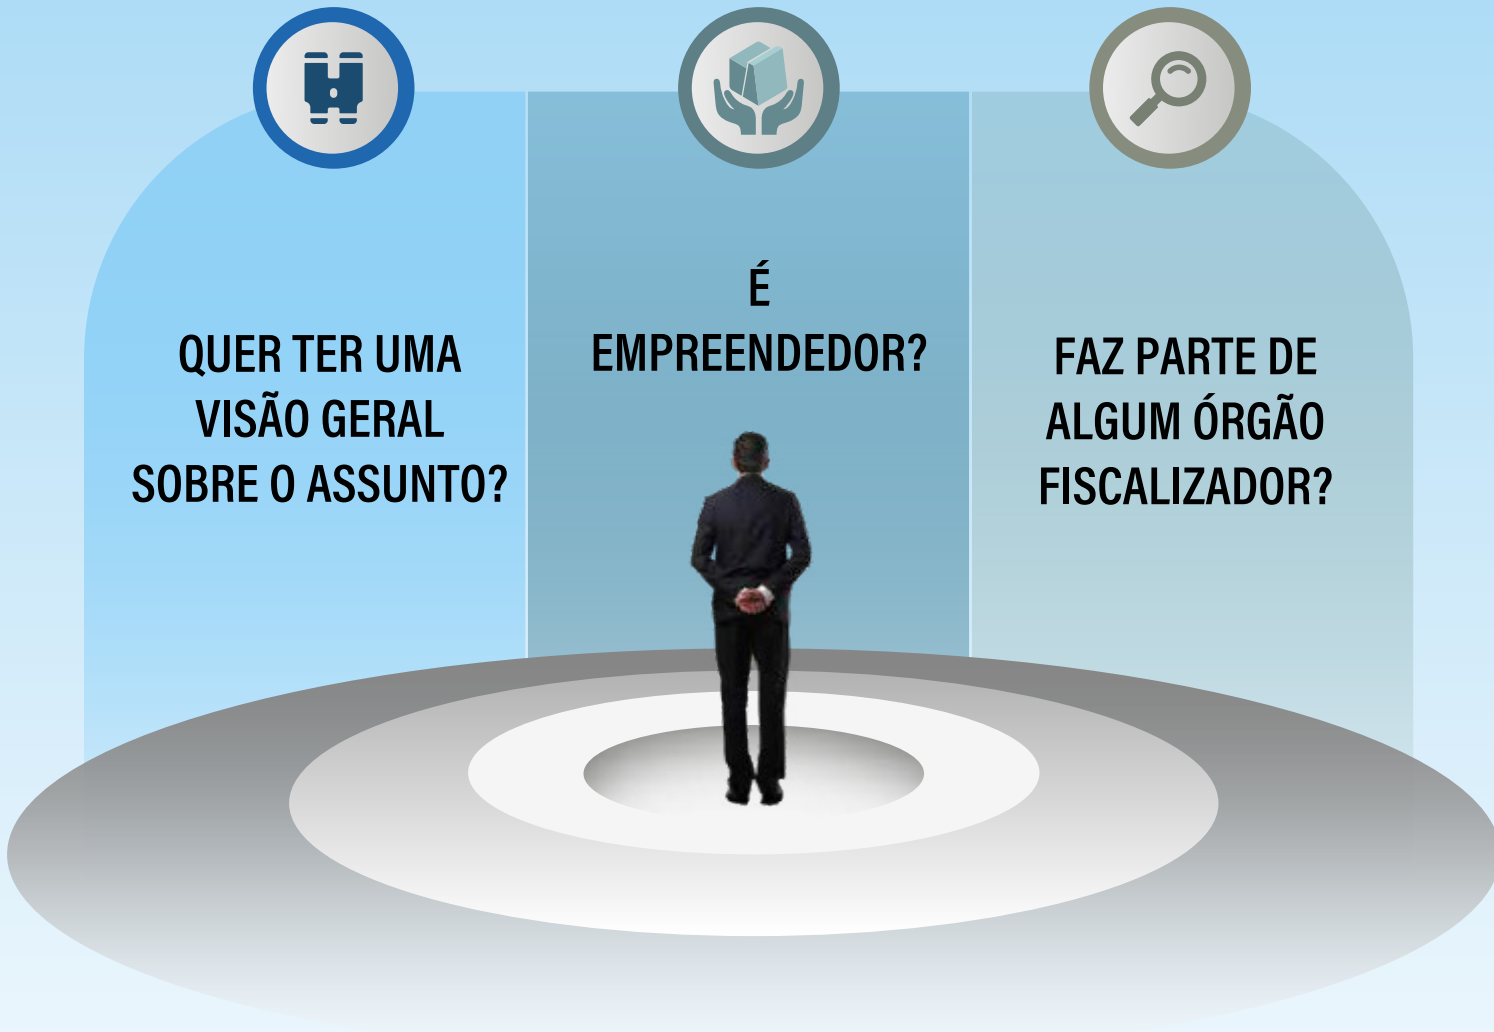 QUER TER UMA
VISÃO GERAL
SOBRE O ASSUNTO?
É
EMPREENDEDOR?
FAZ PARTE DE
ALGUM ÓRGÃO
FISCALIZADOR?